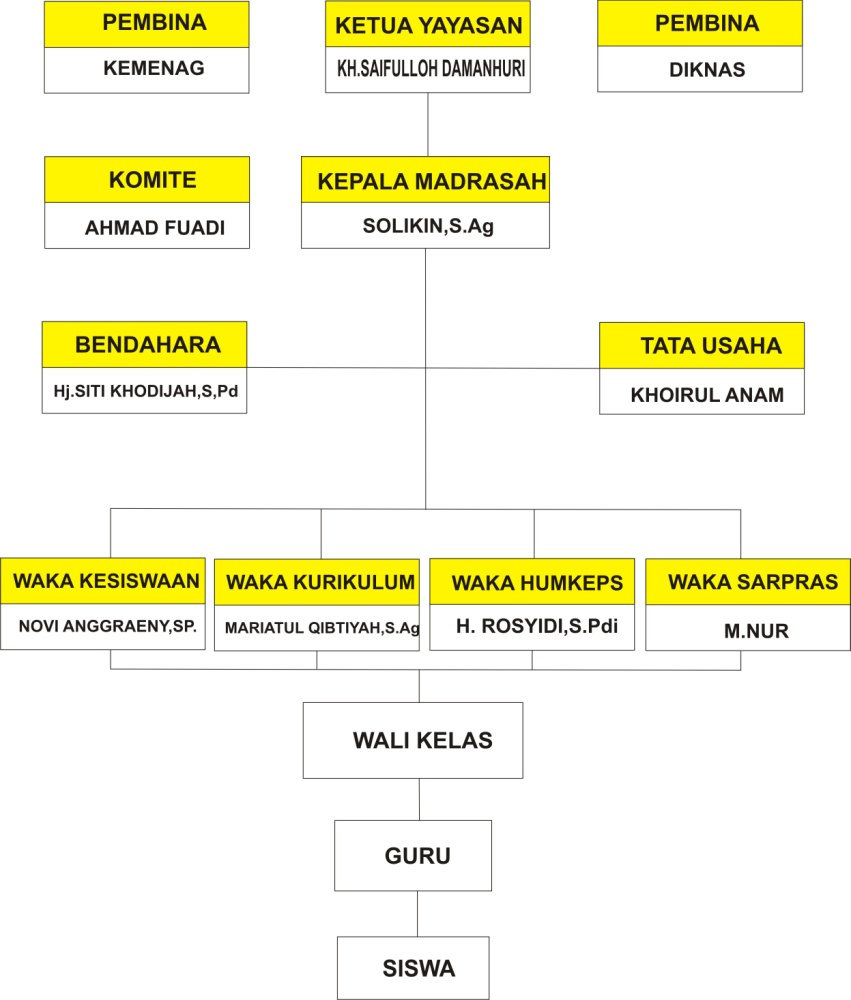 PEMBINA
KEMENAG
KETUA YAYASAN
KH.SAIFULLOH DAMANHURI
PEMBINA
DIKNAS
KOMITE
AHMAD FUADI
KEPALA MADRASAH
SOLIKIN,S.Ag
BENDAHARA
Hj.SITI KHODIJAH,S,Pd
TATA USAHA
KHOIRUL ANAM
WAKA KESISWAAN
NOVI ANGGRAENY,SP.
WAKA KURIKULUM
MARIATUL QIBTIYAH,S.Ag
WAKA HUMKEPS
H. ROSYIDI,S.Pdi
WAKA SARPRAS
M.NUR
WALI KELAS
GURU
SISWA